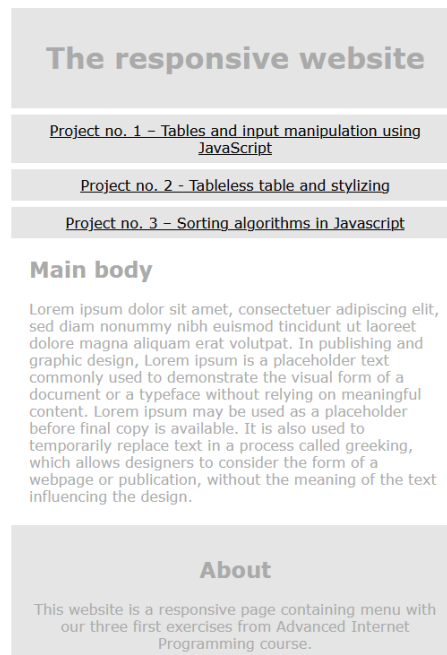 The responsive website
Project no. 1 – Tables and input manipulation using
JavaScript
Project no. 2 - Tableless table and stylizing
Project no. 3 – Sorting algorithms in Javascript
Main body
Lorem ipsum dolor sit amet, consectetuer adipiscing elit,
sed diam nonummy nibh euismod tincidunt ut laoreet
dolore magna aliquam erat volutpat. In publishing and
graphic design, Lorem ipsum is a placeholder text
commonly used to demonstrate the visual form of a
document or a typeface without relying on meaningful
content. Lorem ipsum may be used as a placeholder
before final copy is available. It is also used to
temporarily replace text in a process called greeking,
which allows designers to consider the form of a
webpage or publication, without the meaning of the text
influencing the design.
About
This website is a responsive page containing menu with
our three first exercises from Advanced Internet
Programming course.